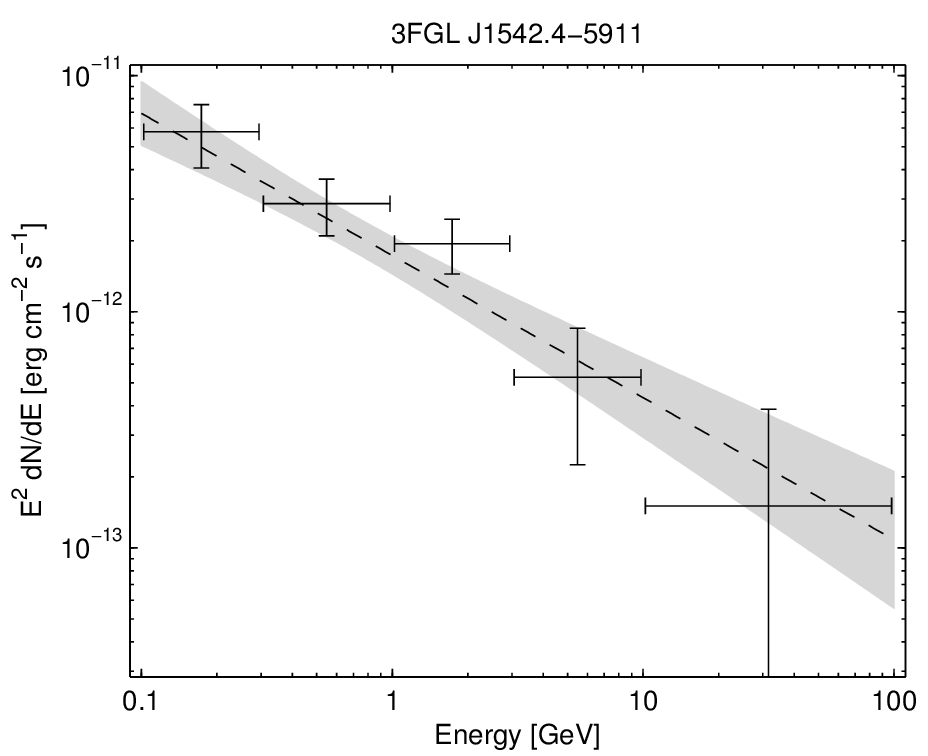 3FGL J1542.4−5911
10⁻¹¹
10⁻¹²
10⁻¹³
E² dN/dE [erg cm⁻² s⁻¹]
0.1 1 10 100
Energy [GeV]